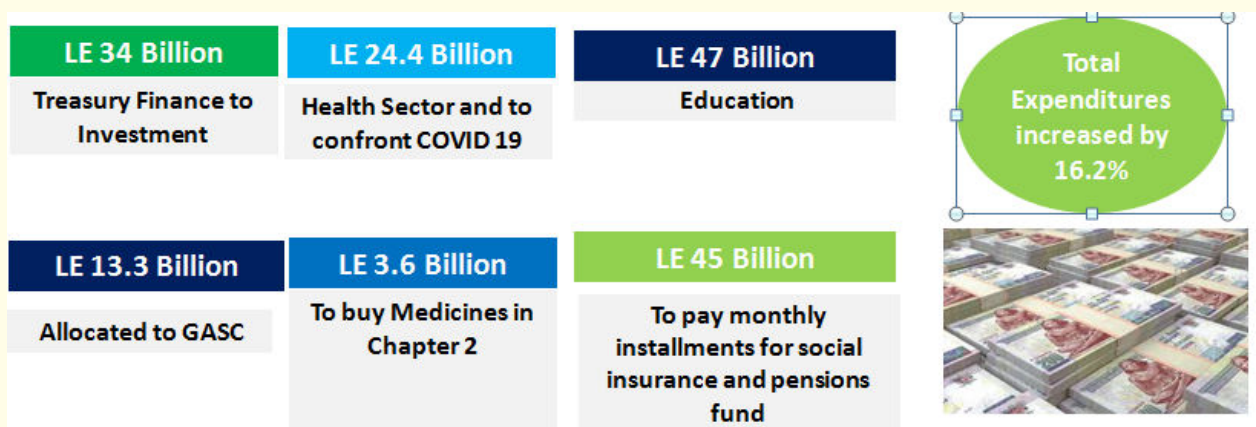 LE 34 Billion
Treasury Finance to
Investment
LE 24.4 Billion
Health Sector and to
confront COVID 19
LE 47 Billion
Education
Total
Expenditures
increased by
16.2%
LE 13.3 Billion
Allocated to GASC
LE 3.6 Billion
To buy Medicines in
Chapter 2
LE 45 Billion
To pay monthly
installments for social
insurance and pensions
fund